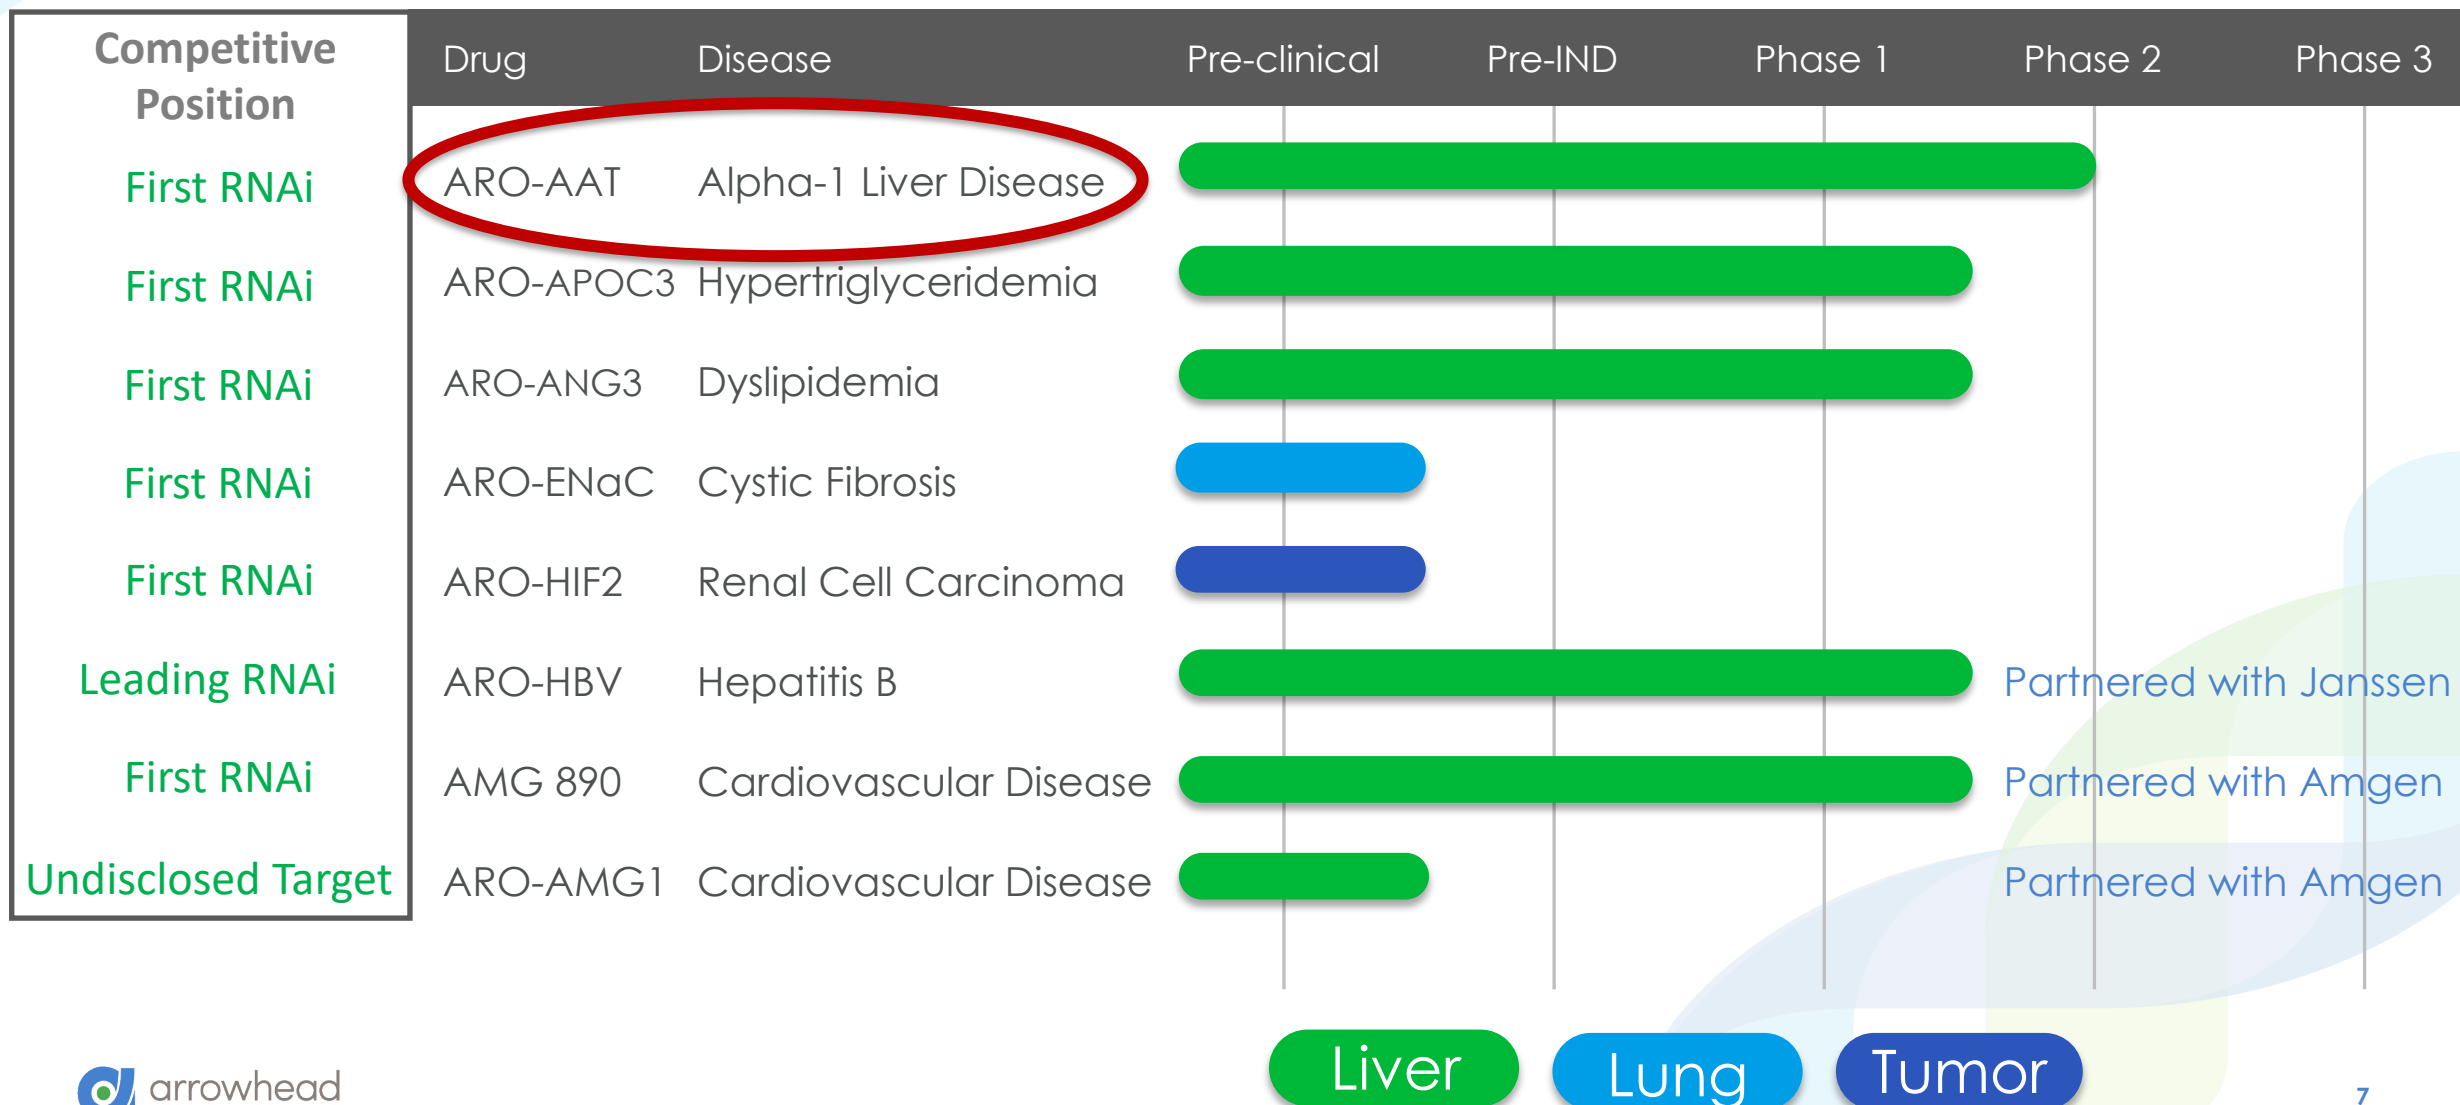 Competitive
Position
Drug Disease Pre-clinical Pre-IND Phase 1 Phase 2 Phase 3
First RNAi ARO-AAT Alpha-1 Liver Disease
First RNAi ARO-APOC3 Hypertriglyceridemia
First RNAi ARO-ANG3 Dyslipidemia
First RNAi ARO-ENaC Cystic Fibrosis
First RNAi ARO-HIF2 Renal Cell Carcinoma
Leading RNAi ARO-HBV Hepatitis B Partnered with Janssen
First RNAi AMG 890 Cardiovascular Disease Partnered with Amgen
Undisclosed Target ARO-AMG1 Cardiovascular Disease Partnered with Amgen
Liver Lung Tumor
arrowhead
7